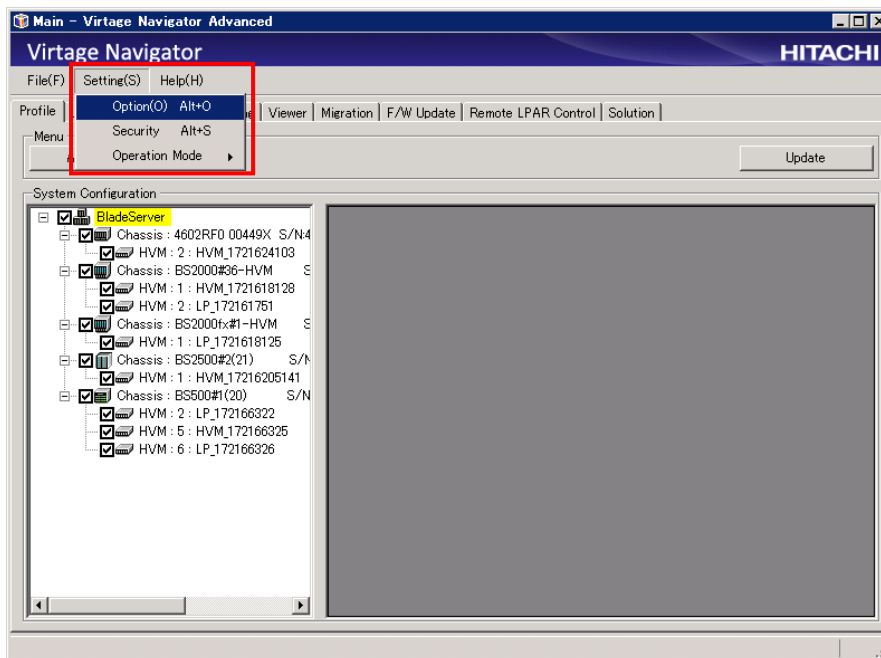 Main - Virtage Navigator Advanced
Virtage Navigator
HITACHI
File(F) Setting(S) Help(H)
Option(O) Alt+O
Security Alt+S
Operation Mode
Profile Viewer Migration F/W Update Remote LPAR Control Solution
Menu
Update
System Configuration
BladeServer
Chassis : 4602RF0 00449X S/N:4
HVM : 2 : HVM_1721624103
Chassis : BS2000#36-HVM S
HVM : 1 : HVM_1721618128
HVM : 2 : LP_172161751
Chassis : BS2000fx#1-HVM S
HVM : 1 : LP_1721618125
Chassis : BS2500#2(21) S/N
HVM : 1 : HVM_17216205141
Chassis : BS500#1(20) S/N
HVM : 2 : LP_172166322
HVM : 5 : HVM_172166325
HVM : 6 : LP_172166326